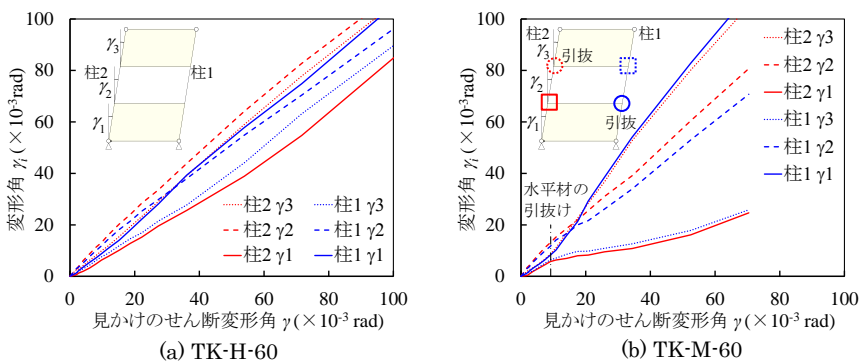 100
80
60
40
20
0
変形角 γi (×10⁻³rad)
γ3
柱2
γ2
γ1
柱1
柱2 γ3
柱1 γ3
柱2 γ2
柱1 γ2
柱2 γ1
柱1 γ1
0 20 40 60 80 100
見かけのせん断変形角 γ (×10⁻³ rad)
(a) TK-H-60
100
80
60
40
20
0
変形角 γi (×10⁻³rad)
柱2
γ3
引抜
γ2
γ1
柱1
引抜
水平材の
引抜け
柱2 γ3
柱2 γ2
柱2 γ1
柱1 γ3
柱1 γ2
柱1 γ1
0 20 40 60 80 100
見かけのせん断変形角 γ (×10⁻³ rad)
(b) TK-M-60